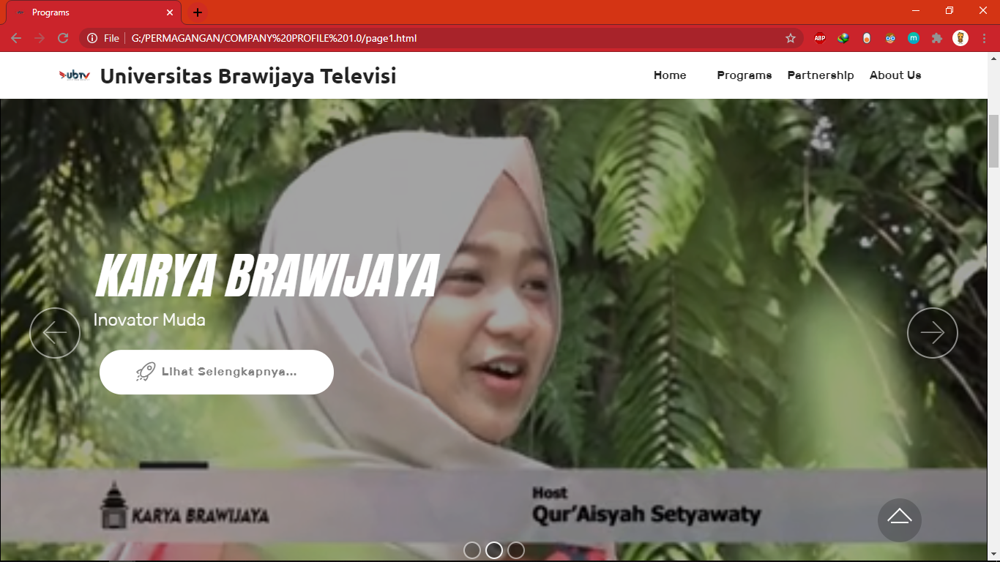 Programs
File
G:/PERMAGANGAN/COMPANY%20PROFILE%201.0/page1.html
ABP
m
UBTV
Universitas Brawijaya Televisi
Home
Programs
Partnership
About Us
KARYA BRAWIJAYA
Inovator Muda
Lihat Selengkapnya...
KARYA BRAWIJAYA
Host
Qur'Aisyah Setyawaty